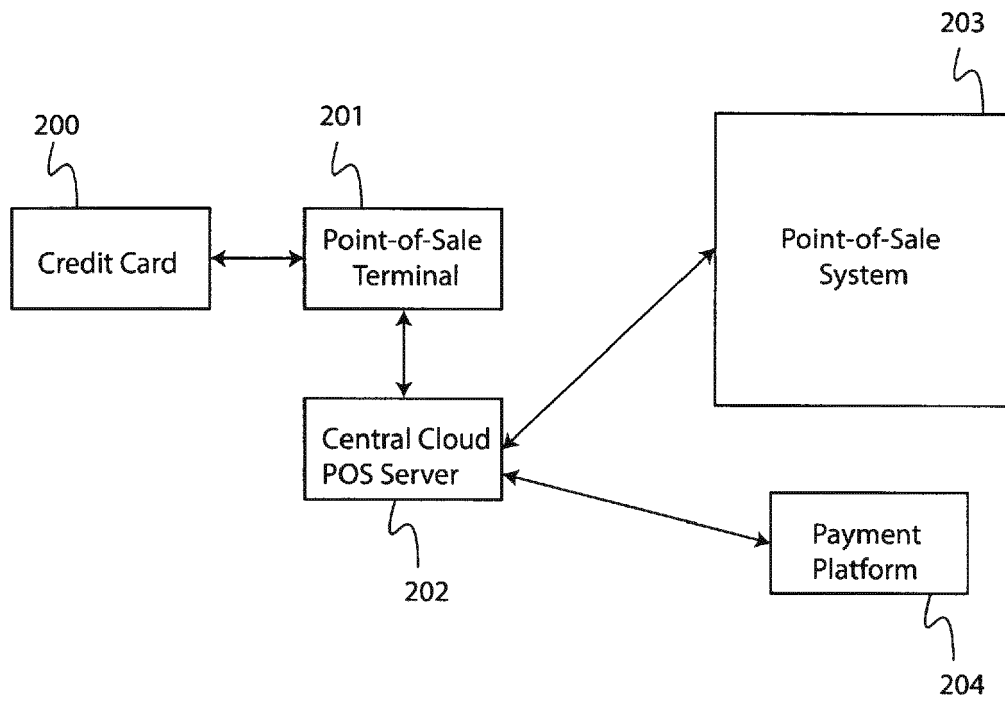 203
200
201
Credit Card
Point-of-Sale
Terminal
Point-of-Sale
System
Central Cloud
POS Server
202
Payment
Platform
204